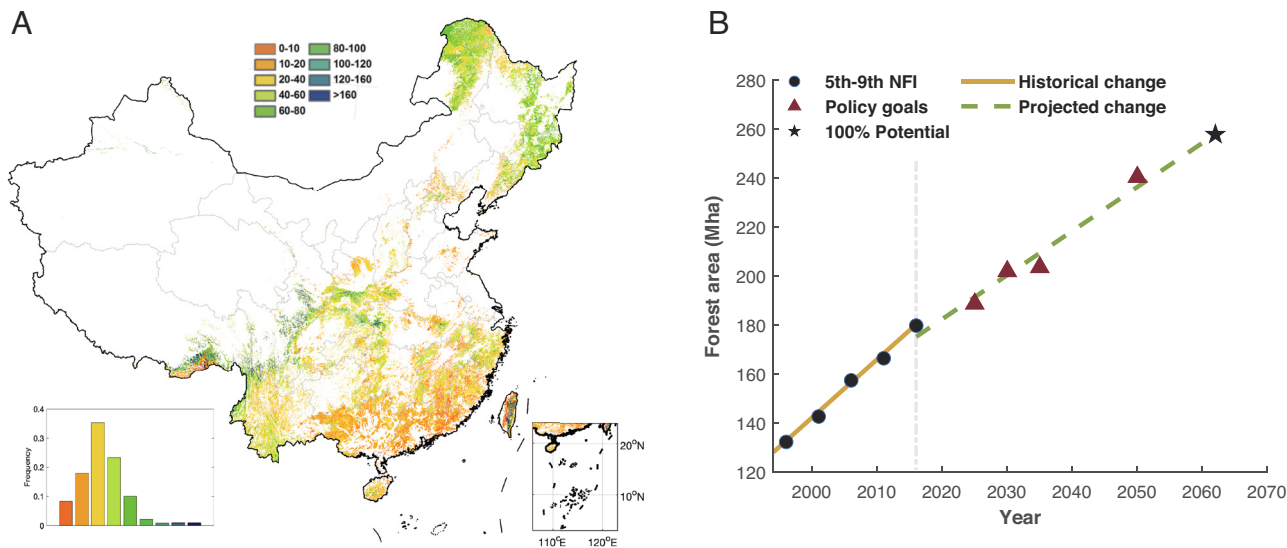 A
0-10
10-20
20-40
40-60
60-80
80-100
100-120
120-160
>160
Frequency
0.4
0.3
0.2
0.1
0
20°N
10°N
110°E
120°E
B
5th-9th NFI
Policy goals
100% Potential
Historical change
Projected change
Forest area (Mha)
280
260
240
220
200
180
160
140
120
2000
2010
2020
2030
2040
2050
2060
2070
Year